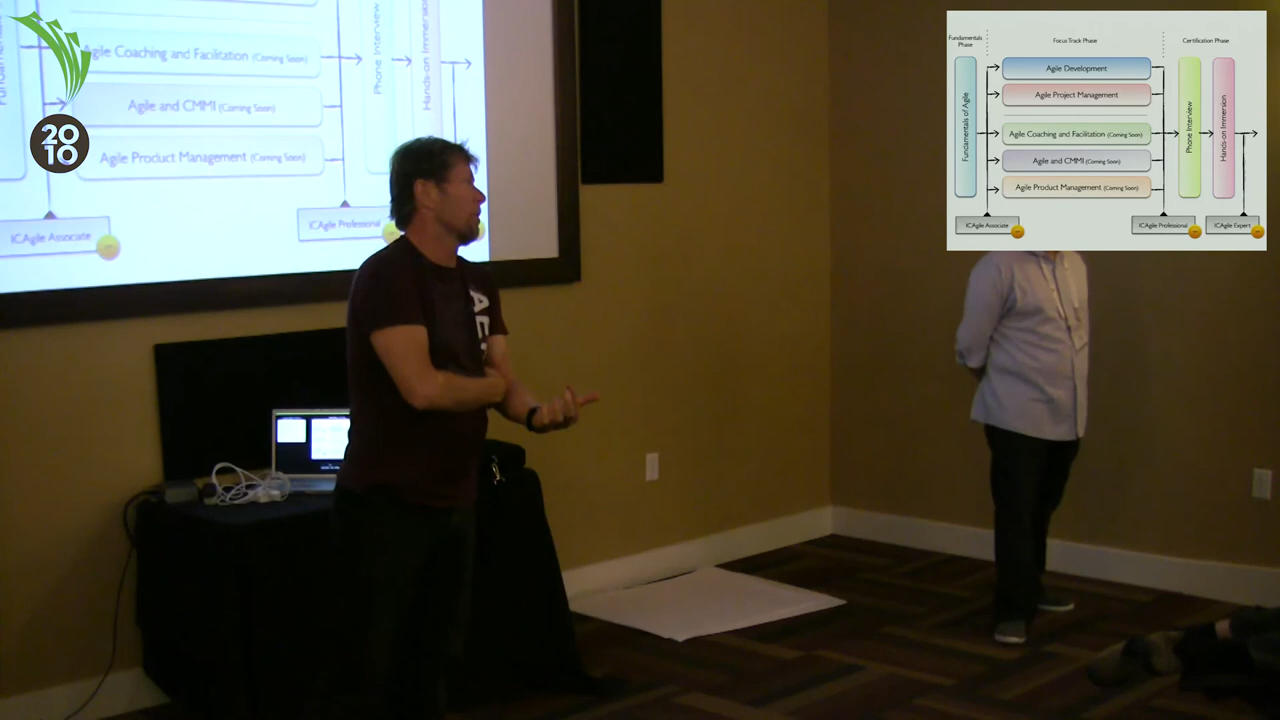 Agile Coaching and Facilitation (Coming Soon)
Agile and CMMI (Coming Soon)
Agile Product Management (Coming Soon)
Phone Interview
Hands-on Immersion
ICAgile Associate
ICAgile Professional
20
10
Fundamentals
Phase
Focus Track Phase
Certification Phase
Fundamentals of Agile
Agile Development
Agile Project Management
Agile Coaching and Facilitation (Coming Soon)
Agile and CMMI (Coming Soon)
Agile Product Management (Coming Soon)
Phone Interview
Hands-on Immersion
ICAgile Associate
ICAgile Professional
ICAgile Expert